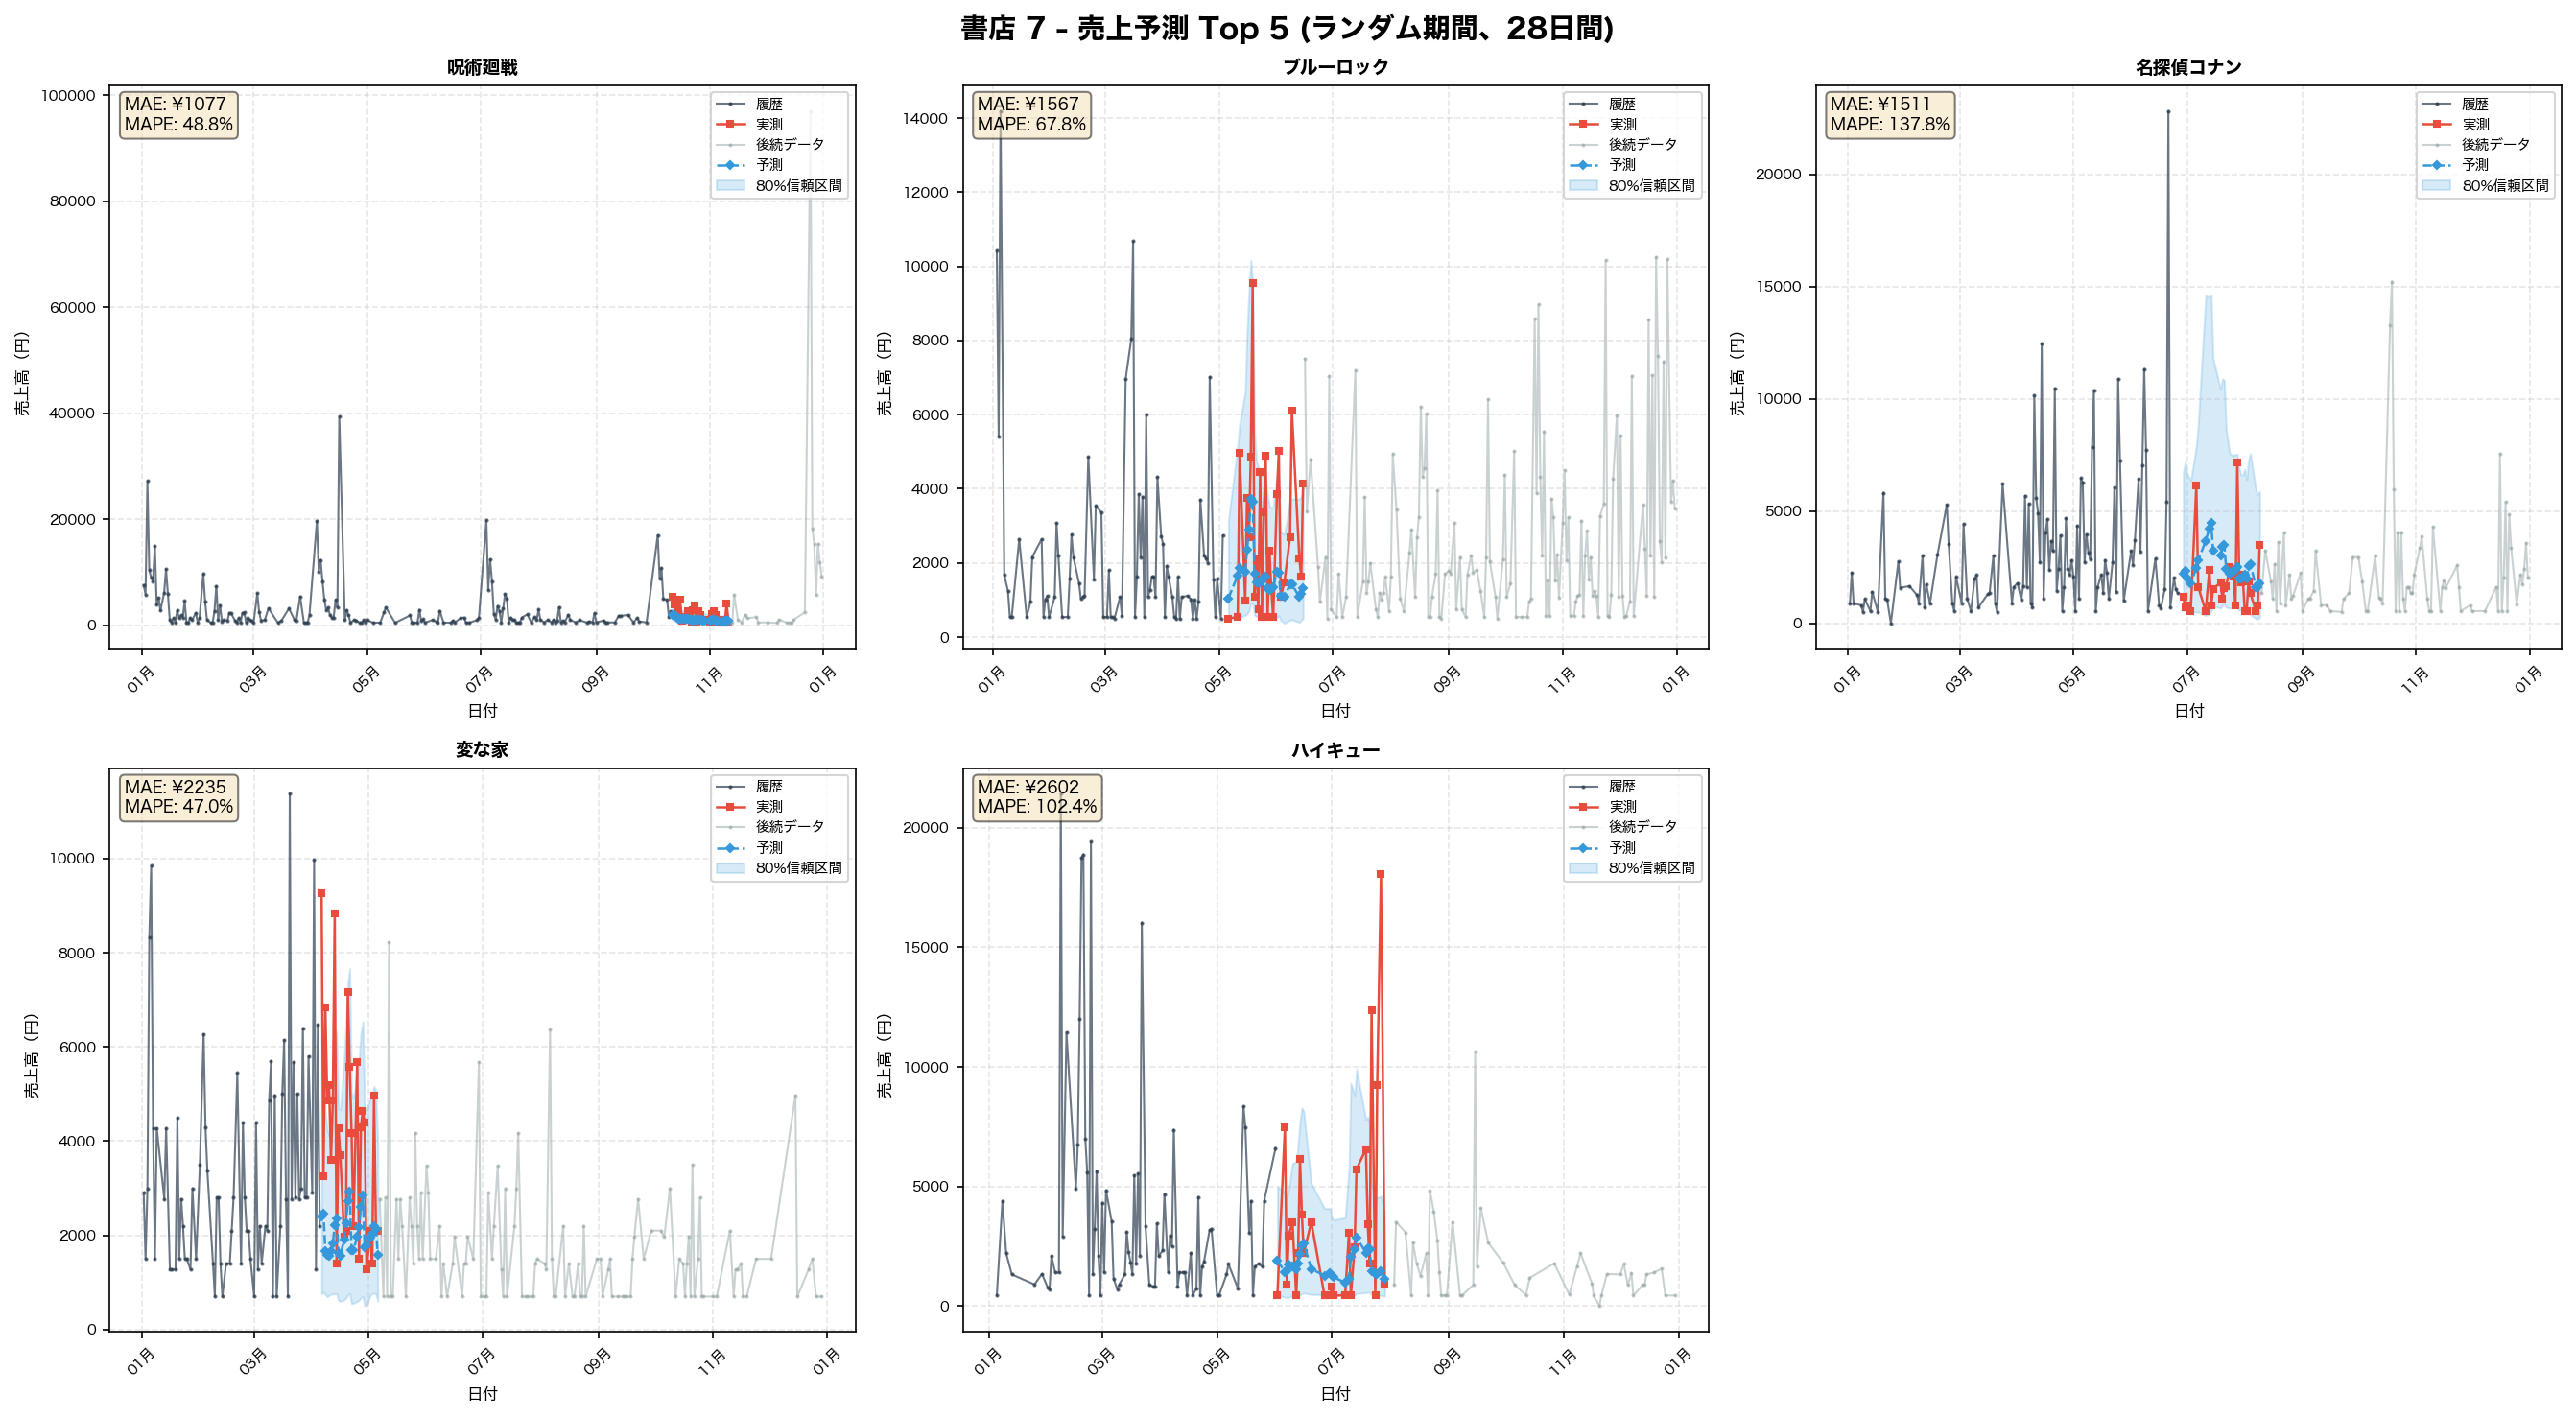 書店 7 - 売上予測 Top 5 (ランダム期間、28日間)
呪術廻戦
MAE: ¥1077
MAPE: 48.8%
履歴
実測
後続データ
予測
80%信頼区間
100000
80000
60000
40000
20000
0
売上高（円）
01月
03月
05月
07月
09月
11月
01月
日付
ブルーロック
MAE: ¥1567
MAPE: 67.8%
履歴
実測
後続データ
予測
80%信頼区間
14000
12000
10000
8000
6000
4000
2000
0
売上高（円）
01月
03月
05月
07月
09月
11月
01月
日付
名探偵コナン
MAE: ¥1511
MAPE: 137.8%
履歴
実測
後続データ
予測
80%信頼区間
20000
15000
10000
5000
0
売上高（円）
01月
03月
05月
07月
09月
11月
01月
日付
変な家
MAE: ¥2235
MAPE: 47.0%
履歴
実測
後続データ
予測
80%信頼区間
10000
8000
6000
4000
2000
0
売上高（円）
01月
03月
05月
07月
09月
11月
01月
日付
ハイキュー
MAE: ¥2602
MAPE: 102.4%
履歴
実測
後続データ
予測
80%信頼区間
20000
15000
10000
5000
0
売上高（円）
01月
03月
05月
07月
09月
11月
01月
日付